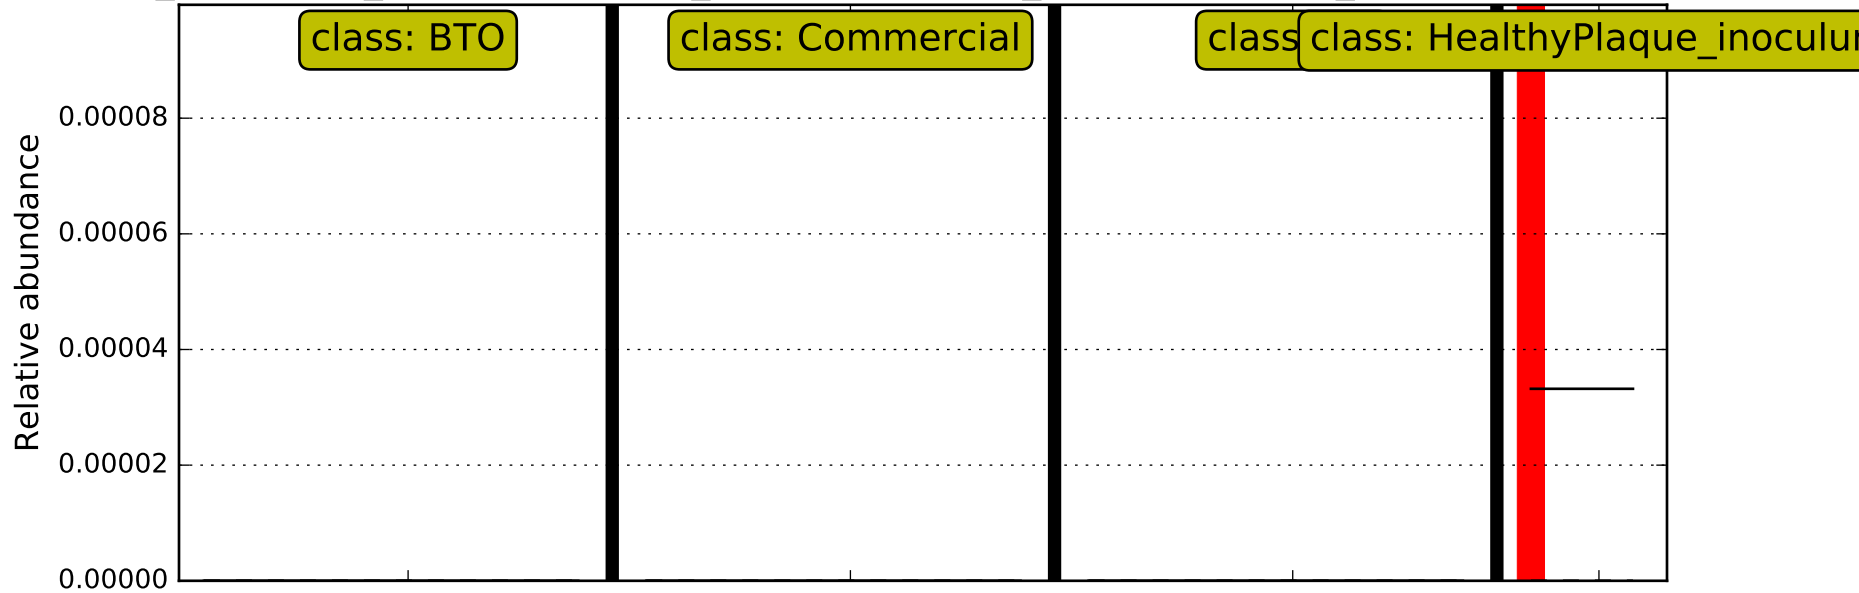 class: BTO
class: Commercial
class
class: HealthyPlaque_inoculu
0.00008
0.00006
0.00004
0.00002
0.00000
Relative abundance